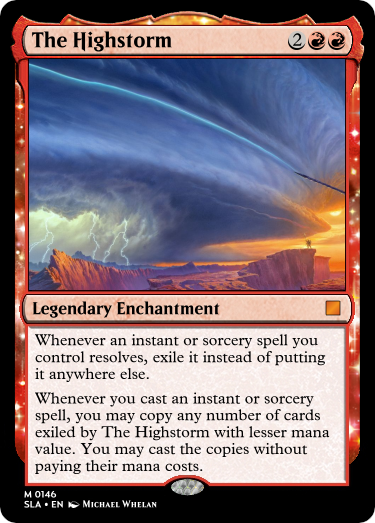 The Highstorm 2
Legendary Enchantment
Whenever an instant or sorcery spell you
control resolves, exile it instead of putting
it anywhere else.
Whenever you cast an instant or sorcery
spell, you may copy any number of cards
exiled by The Highstorm with lesser mana
value. You may cast the copies without
paying their mana costs.
M 0146
SLA • EN Michael Whelan